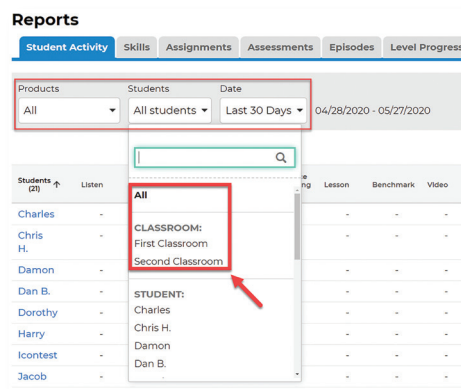 Reports
Student Activity Skills Assignments Assessments Episodes Level Progress
Products Students Date
All All students Last 30 Days 04/28/2020 - 05/27/2020
Students (21) Listen Lesson Benchmark Video
All
CLASSROOM:
First Classroom
Second Classroom
STUDENT:
Charles
Chris H.
Damon
Dan B.
Charles - - - -
Chris - - - -
H.
Damon - - - -
Dan B. - - - -
Dorothy - - - -
Harry - - - -
Icontest - - - -
Jacob - - - -